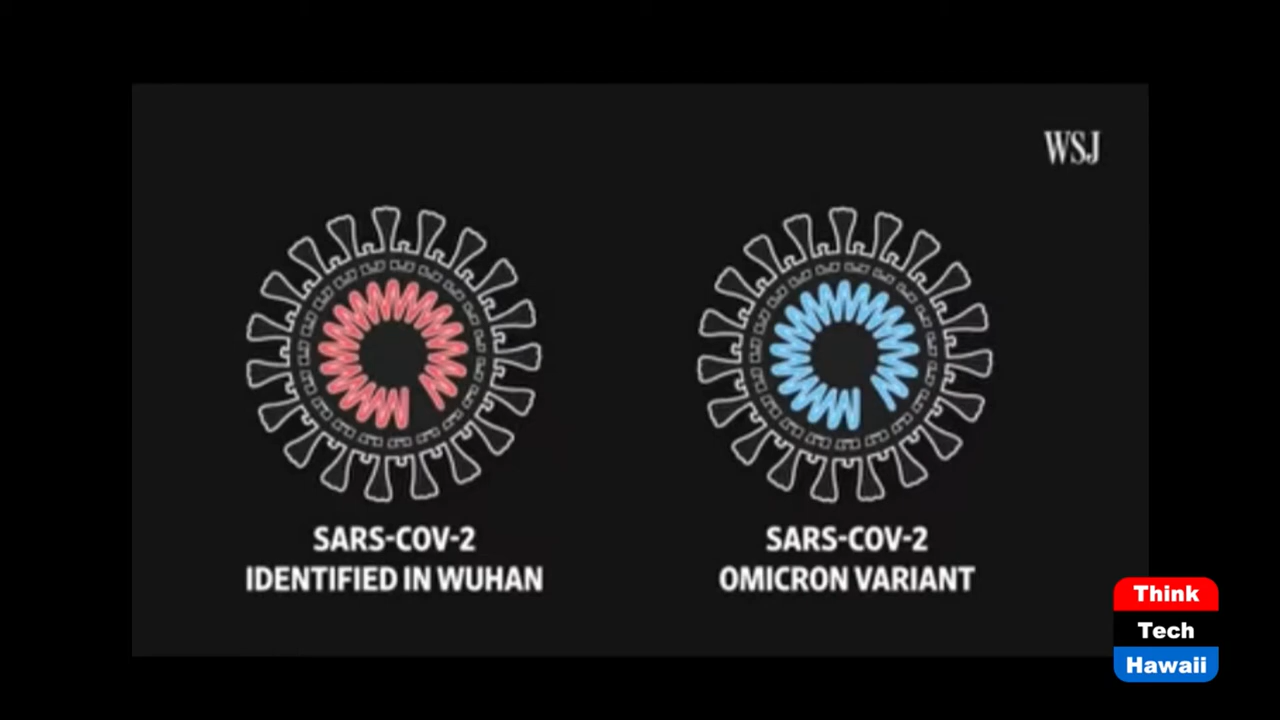 WSJ
SARS-COV-2
IDENTIFIED IN WUHAN
SARS-COV-2
OMICRON VARIANT
Think
Tech
Hawaii